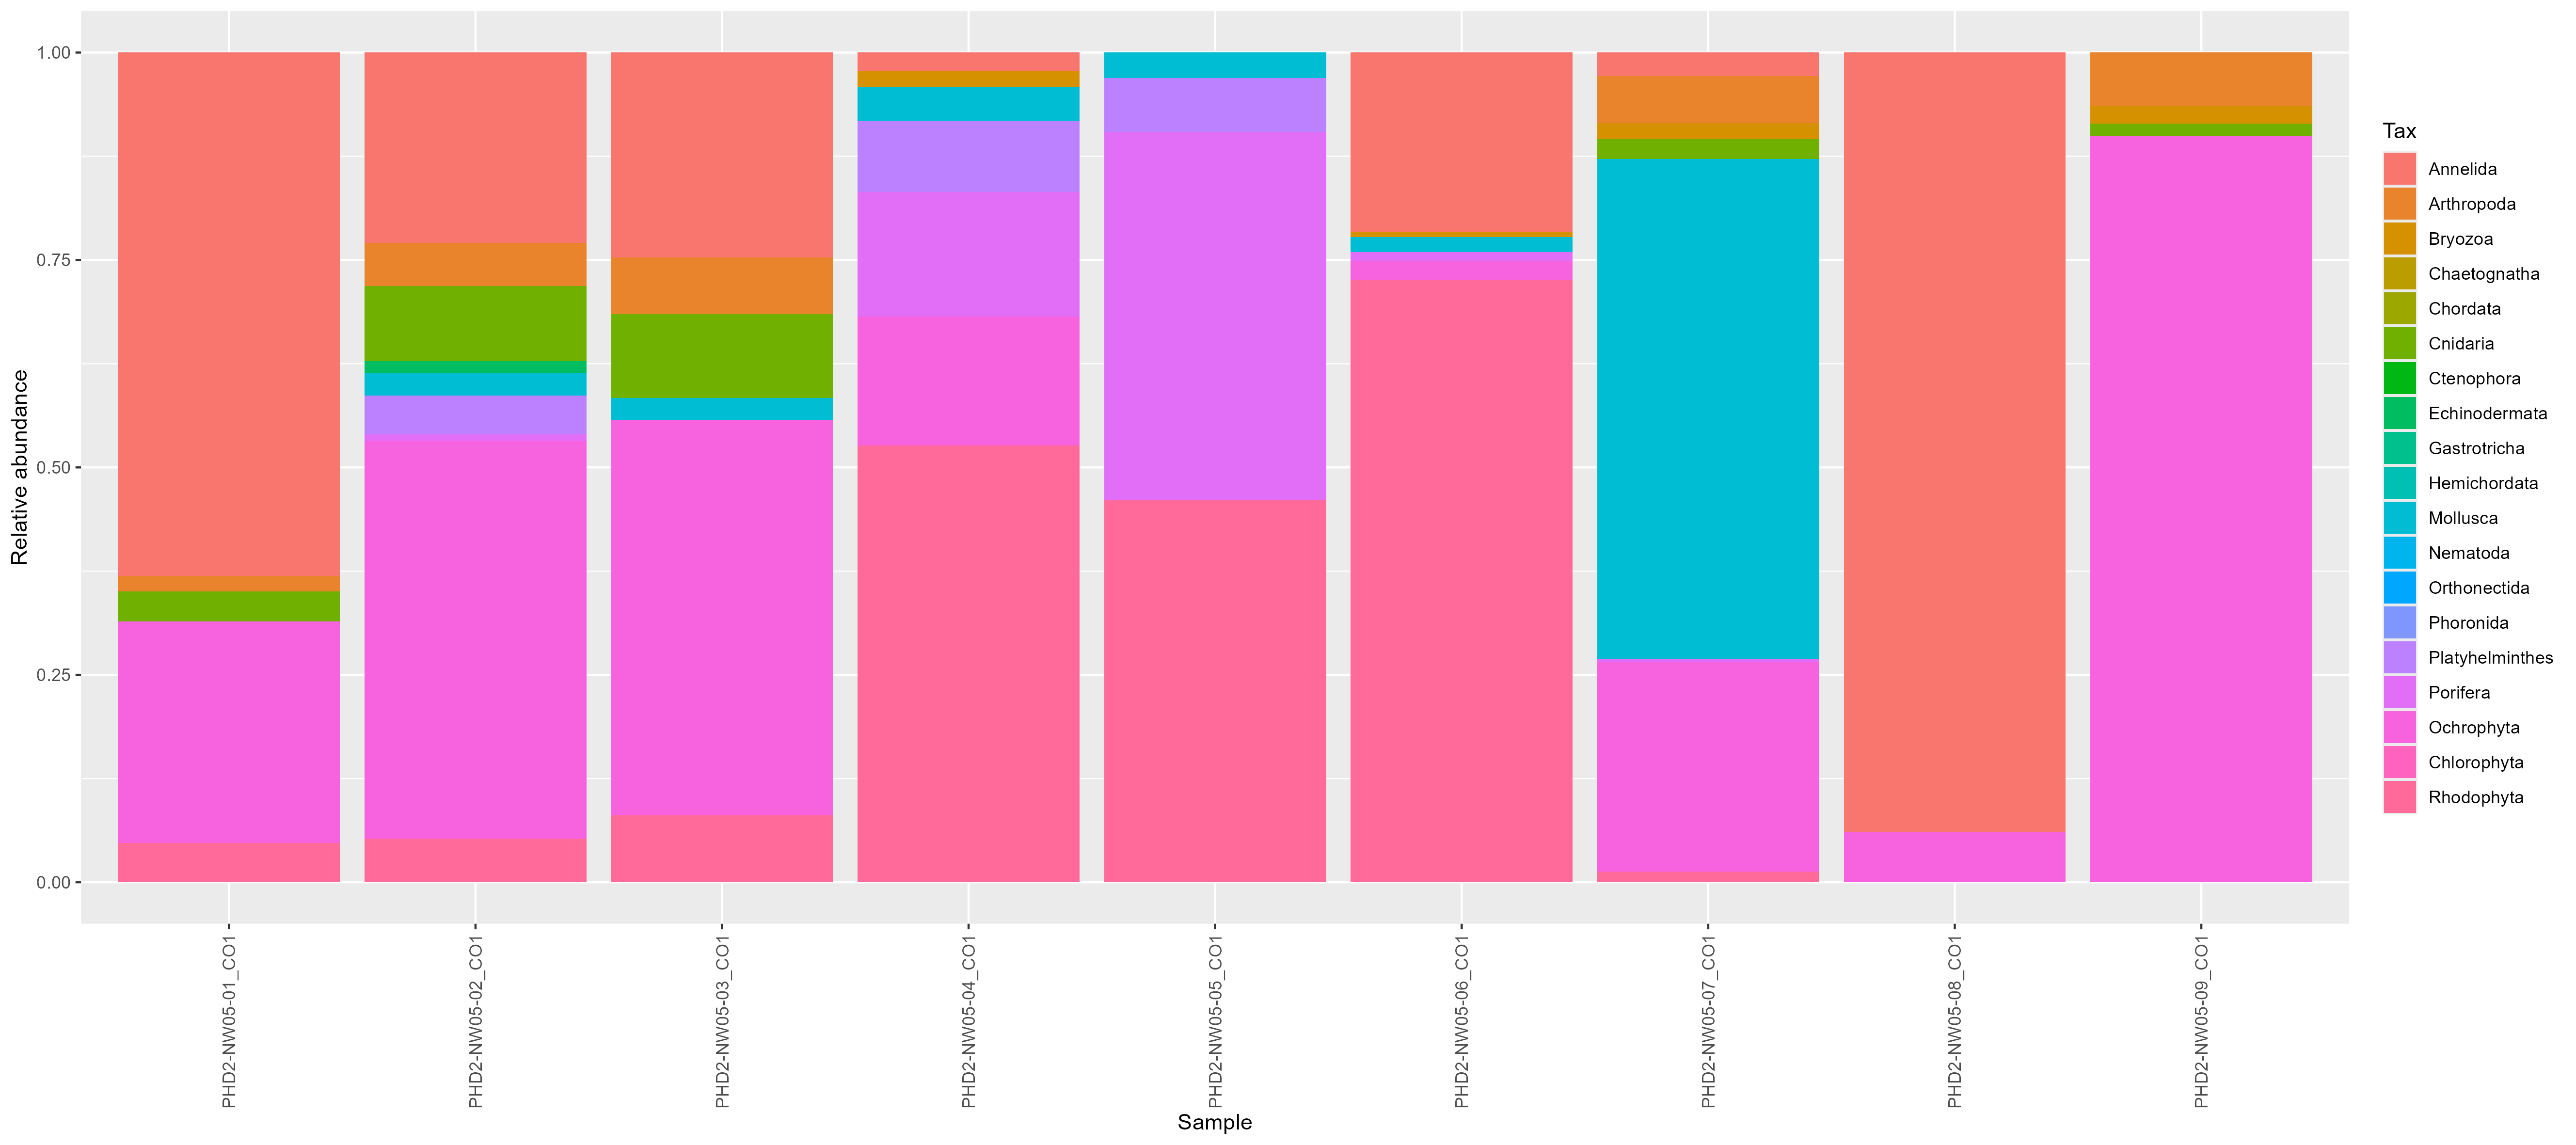 Relative abundance
1.00
0.75
0.50
0.25
0.00
PHD2-NW05-01_CO1
PHD2-NW05-02_CO1
PHD2-NW05-03_CO1
PHD2-NW05-04_CO1
PHD2-NW05-05_CO1
PHD2-NW05-06_CO1
PHD2-NW05-07_CO1
PHD2-NW05-08_CO1
PHD2-NW05-09_CO1
Sample
Tax
Annelida
Arthropoda
Bryozoa
Chaetognatha
Chordata
Cnidaria
Ctenophora
Echinodermata
Gastrotricha
Hemichordata
Mollusca
Nematoda
Orthonectida
Phoronida
Platyhelminthes
Porifera
Ochrophyta
Chlorophyta
Rhodophyta